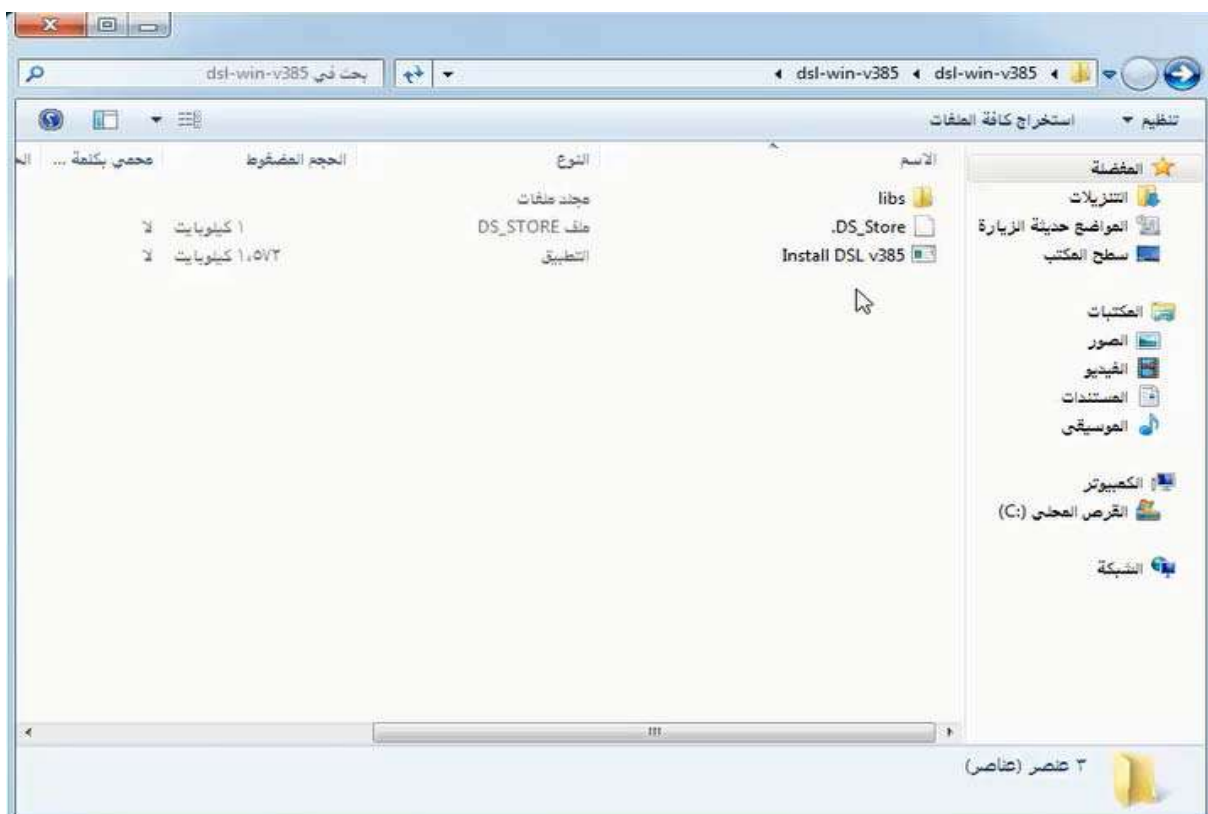 dsl-win-v385 dsl-win-v385
بحث في dsl-win-v385
تنظيم استخراج كافة الملفات
الاسم النوع الحجم المضغوط محمي بكلمة ...
libs مجلد ملفات
.DS_Store ملف DS_STORE ١ كيلوبايت لا
Install DSL v385 التطبيق ١،٥٧٣ كيلوبايت لا
المفضلة
التنزيلات
المواضع حديثة الزيارة
سطح المكتب
المكتبات
الصور
الفيديو
المستندات
الموسيقى
الكمبيوتر
القرص المحلي (C:)
الشبكة
٣ عنصر (عناصر)